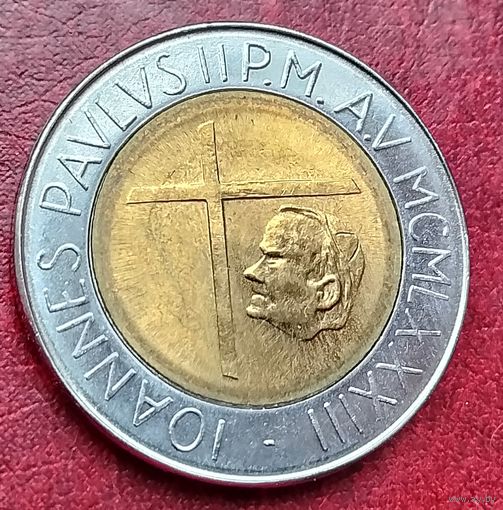 IOANNES PAVLVS II P.M. A.V MCMLXXXIII -